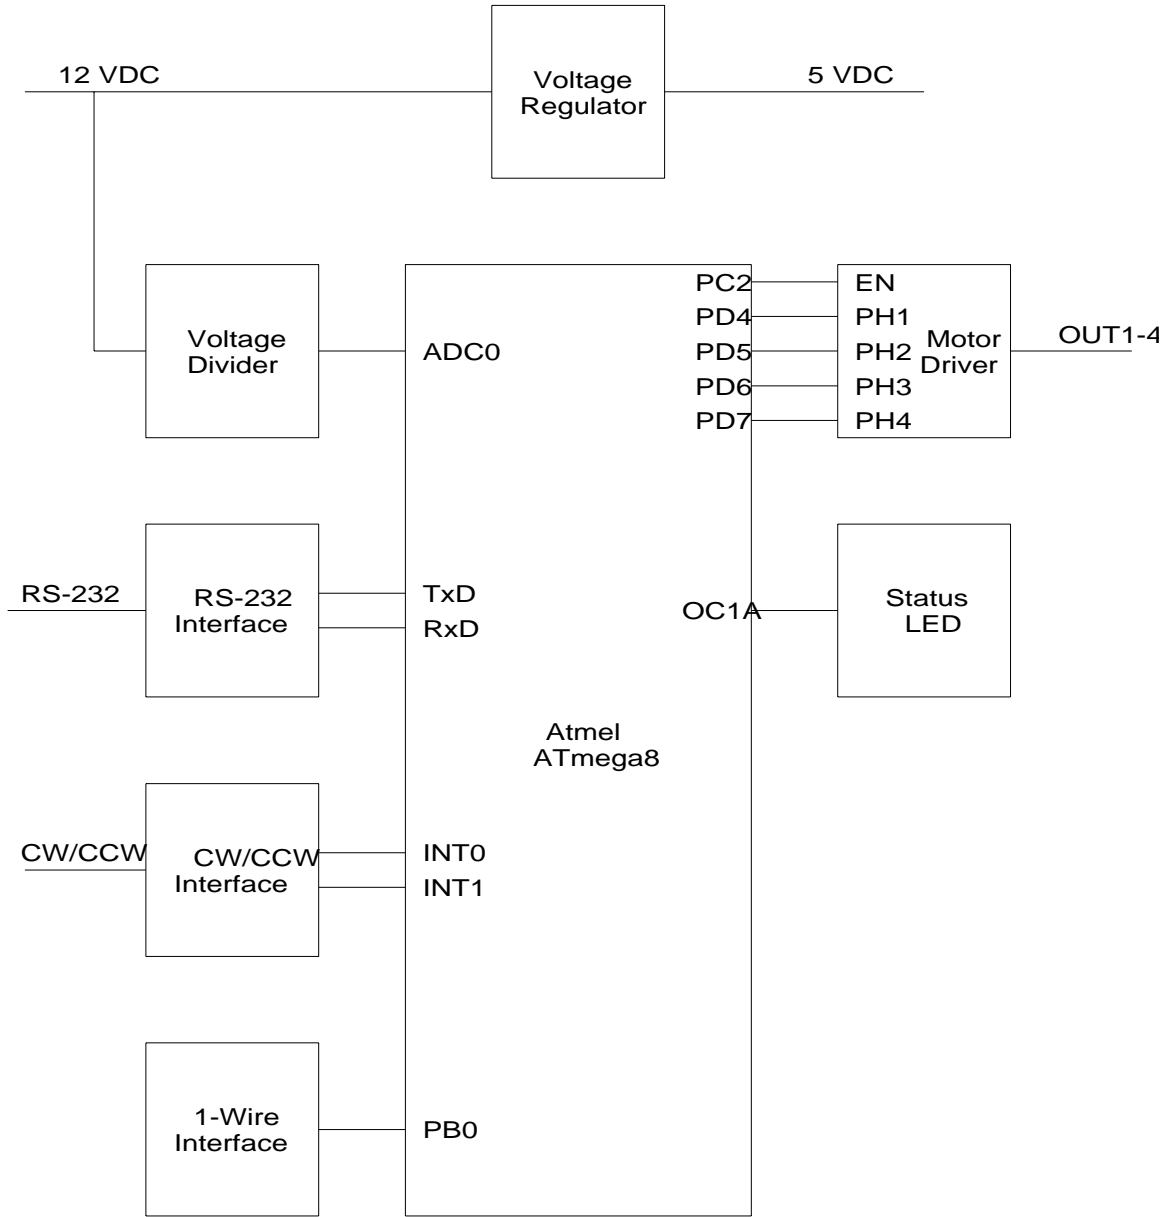 12 VDC
Voltage
Regulator
5 VDC
Voltage
Divider
ADC0
PC2
PD4
PD5
PD6
PD7
EN
PH1
PH2
PH3
PH4
Motor
Driver
OUT1-4
RS-232
RS-232
Interface
TxD
RxD
OC1A
Status
LED
Atmel
ATmega8
CW/CCW
CW/CCW
Interface
INT0
INT1
1-Wire
Interface
PB0